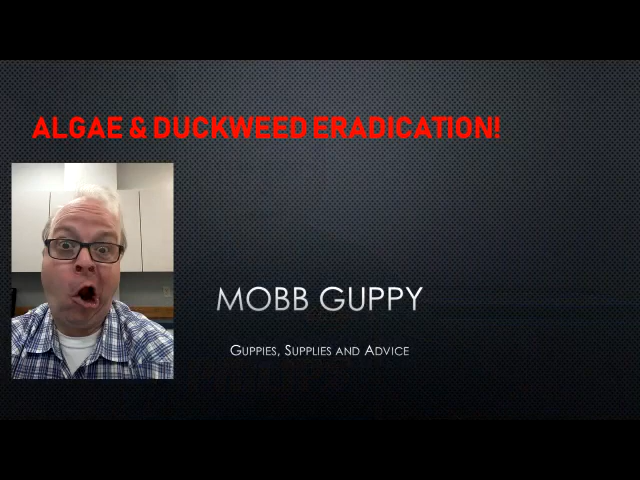 ALGAE & DUCKWEED ERADICATION!
MOBB GUPPY
GUPPIES, SUPPLIES AND ADVICE